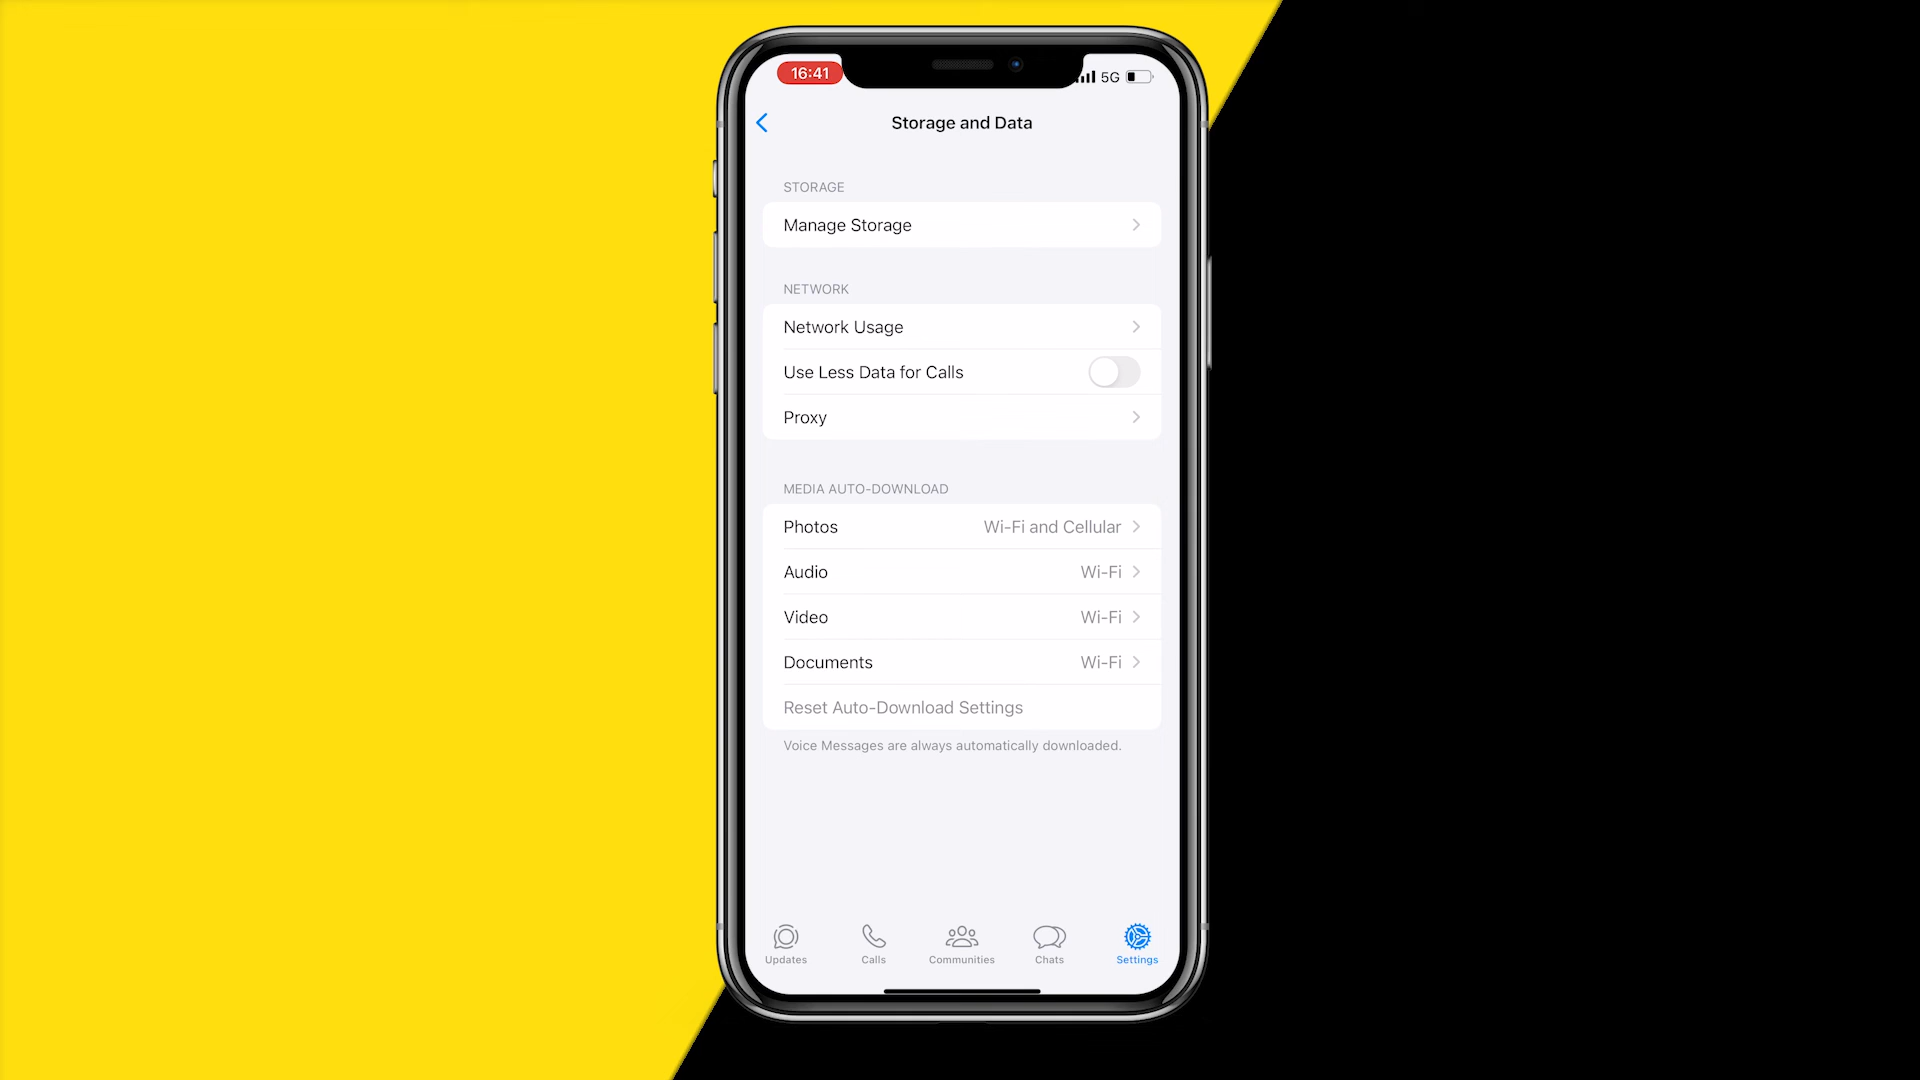 16:41
5G
Storage and Data
STORAGE
Manage Storage
NETWORK
Network Usage
Use Less Data for Calls
Proxy
MEDIA AUTO-DOWNLOAD
Photos Wi-Fi and Cellular
Audio Wi-Fi
Video Wi-Fi
Documents Wi-Fi
Reset Auto-Download Settings
Voice Messages are always automatically downloaded.
Updates Calls Communities Chats Settings